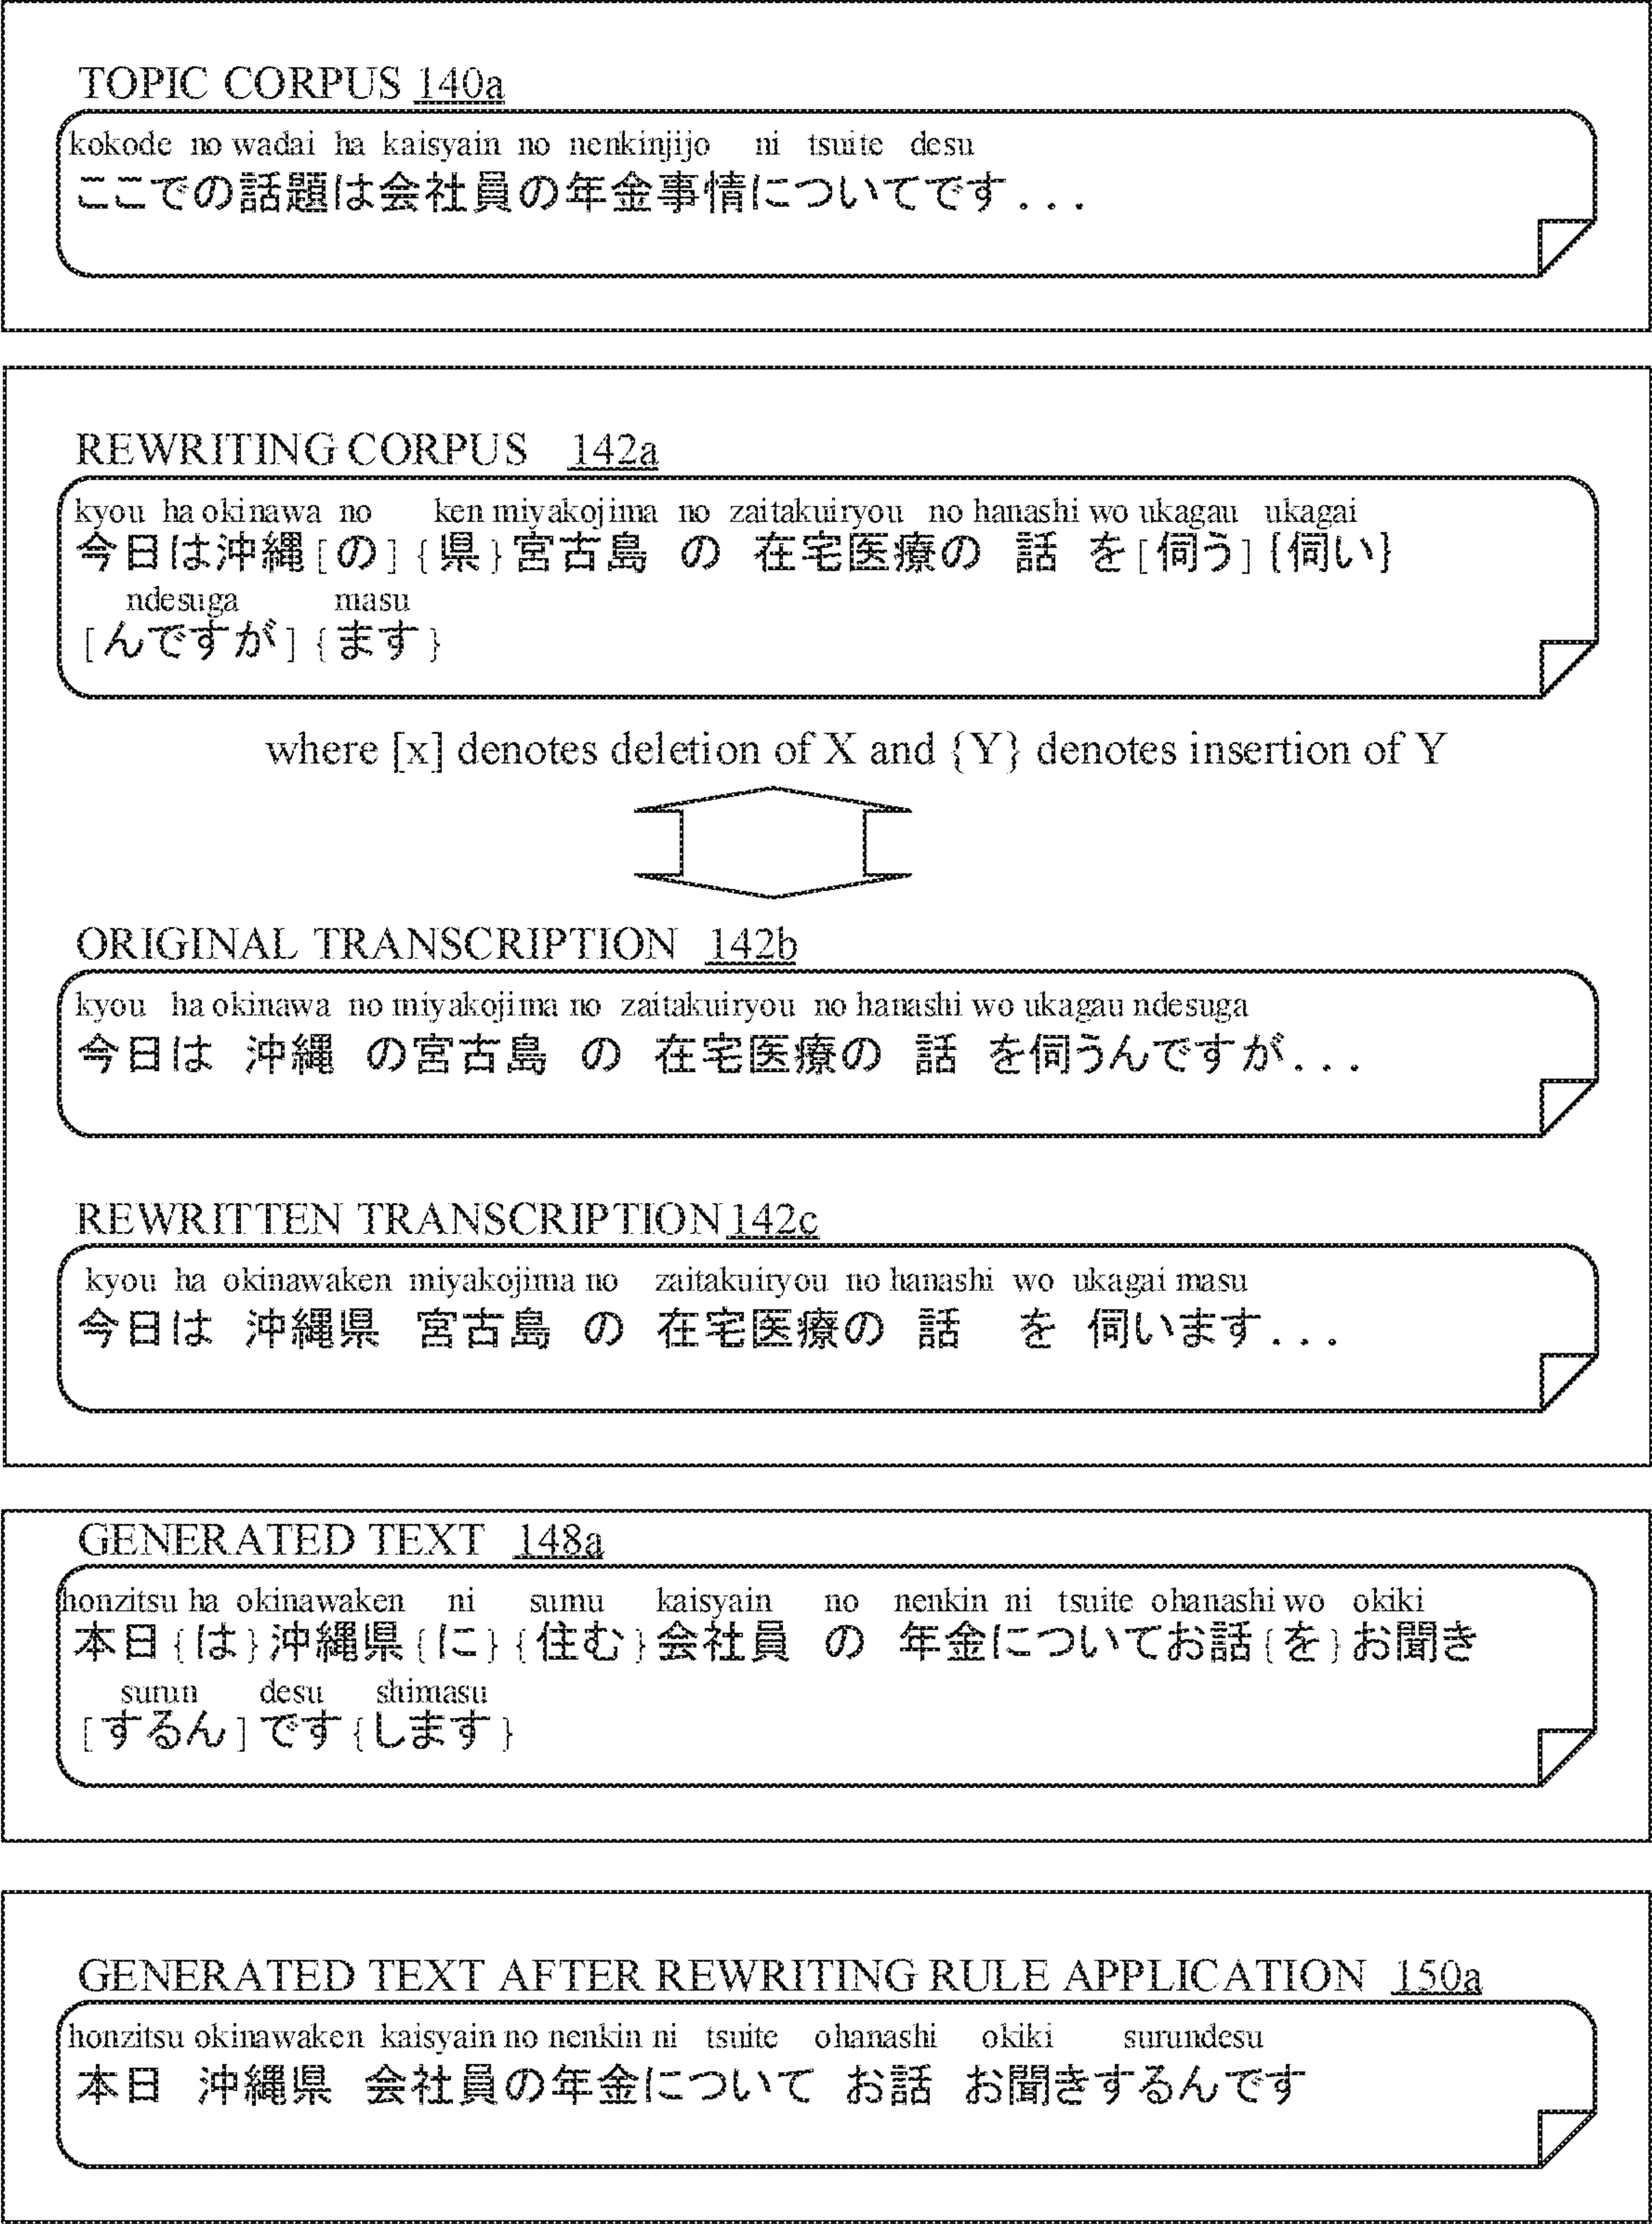 TOPIC CORPUS 140a
kokode no wadai ha kaisyain no nenkinjijo ni tsuite desu
ここでの話題は会社員の年金事情についてです...
REWRITING CORPUS 142a
kyou ha okinawa no ken miyakojima no zaitakuiryou no hanashi wo ukagau ukagai
今日は沖縄[の]{県}宮古島 の 在宅医療の 話 を[伺う]{伺い}
ndesuga masu
[んですが]{ます}
where [x] denotes deletion of X and {Y} denotes insertion of Y
ORIGINAL TRANSCRIPTION 142b
kyou ha okinawa no miyakojima no zaitakuiryou no hanashi wo ukagau ndesuga
今日は 沖縄 の宮古島 の 在宅医療の 話 を伺うんですが...
REWRITTEN TRANSCRIPTION 142c
kyou ha okinawaken miyakojima no zaitakuiryou no hanashi wo ukagai masu
今日は 沖縄県 宮古島 の 在宅医療の 話 を 伺います...
GENERATED TEXT 148a
honzitsu ha okinawaken ni sumu kaisyain no nenkin ni tsuite ohanashi wo okiki
本日{は}沖縄県{に}{住む}会社員 の 年金についてお話{を}お聞き
surun desu shimasu
[するん]です{します}
GENERATED TEXT AFTER REWRITING RULE APPLICATION 150a
honzitsu okinawaken kaisyain no nenkin ni tsuite ohanashi okiki surundesu
本日 沖縄県 会社員の年金について お話 お聞きするんです